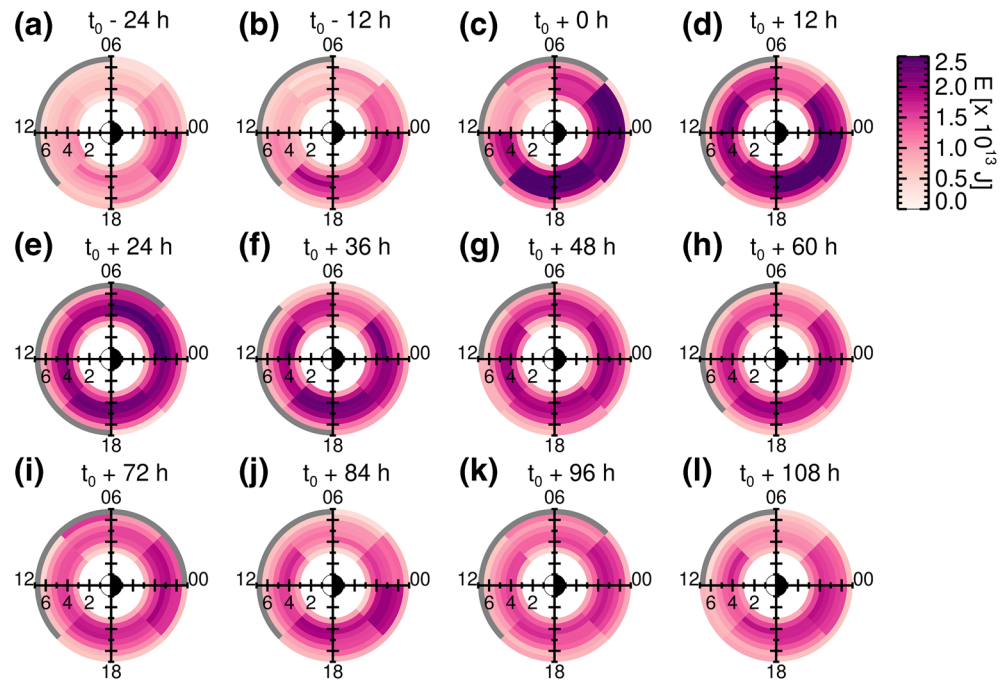 (a) t₀ - 24 h (b) t₀ - 12 h (c) t₀ + 0 h (d) t₀ + 12 h
06 06 06 06
12 6 4 2 00 12 6 4 2 00 12 6 4 2 00 12 6 4 2 00
18 18 18 18
2.5
2.0
1.5
1.0
0.5
0.0
E [x 10¹³ J]
(e) t₀ + 24 h (f) t₀ + 36 h (g) t₀ + 48 h (h) t₀ + 60 h
06 06 06 06
12 6 4 2 00 12 6 4 2 00 12 6 4 2 00 12 6 4 2 00
18 18 18 18
(i) t₀ + 72 h (j) t₀ + 84 h (k) t₀ + 96 h (l) t₀ + 108 h
06 06 06 06
12 6 4 2 00 12 6 4 2 00 12 6 4 2 00 12 6 4 2 00
18 18 18 18